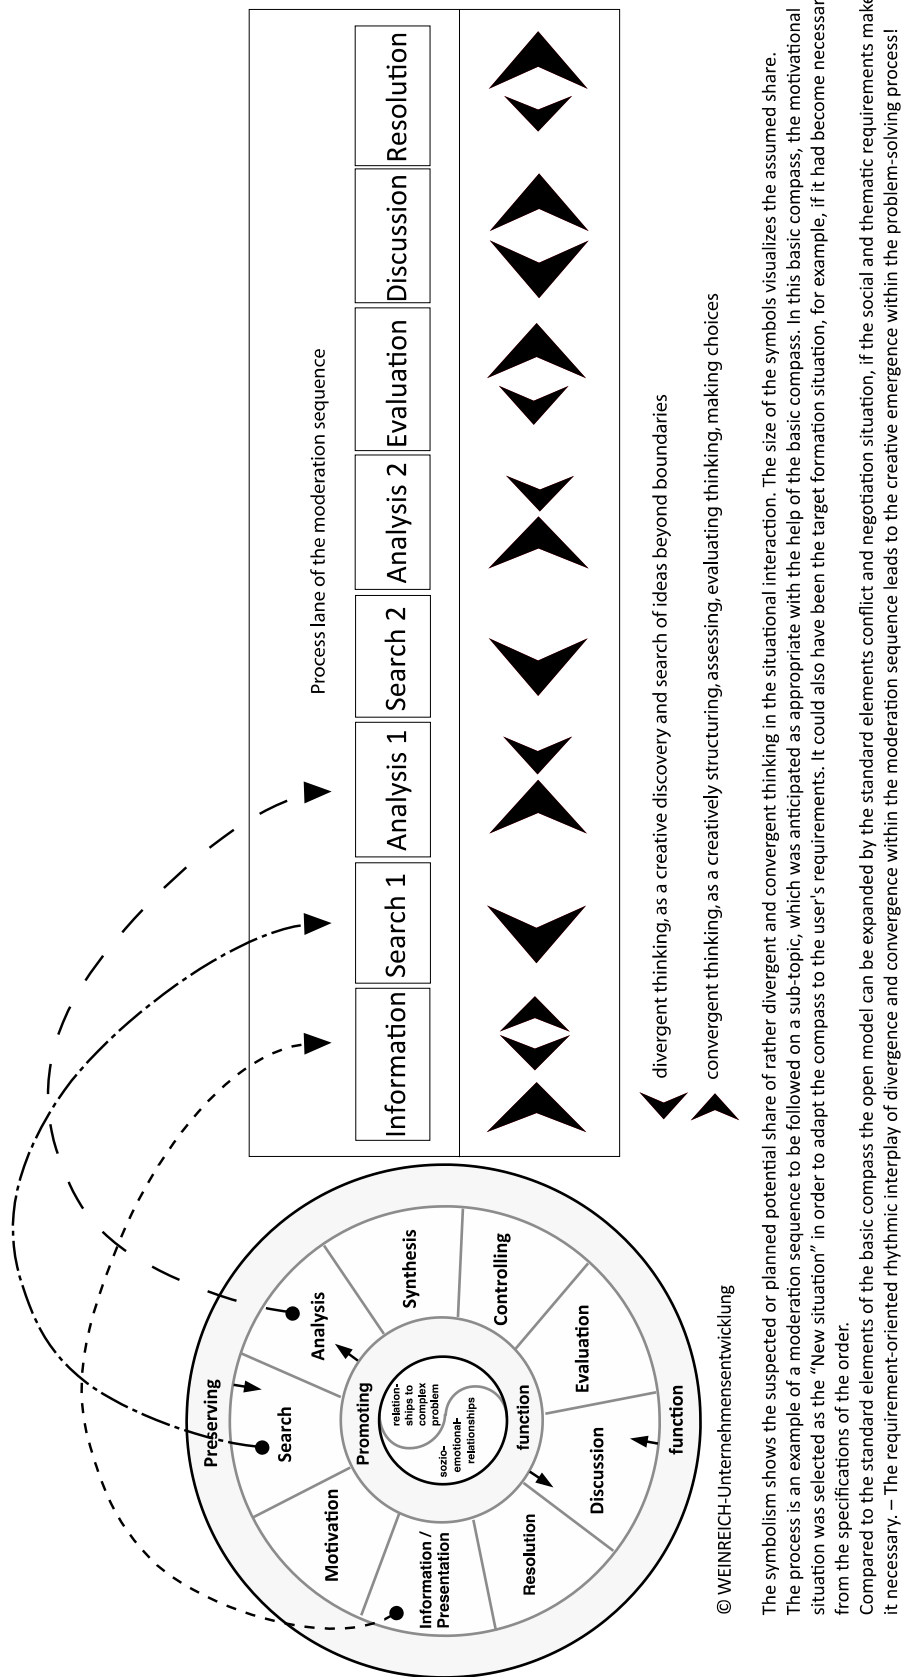 Process lane of the moderation sequence
Information
Search 1
Analysis 1
Search 2
Analysis 2
Evaluation
Discussion
Resolution
divergent thinking, as a creative discovery and search of ideas beyond boundaries
convergent thinking, as a creatively structuring, assessing, evaluating thinking, making choices
Preserving
function
Promoting
function
Motivation
Search
Analysis
Synthesis
Controlling
Evaluation
Discussion
Resolution
Information /
Presentation
relation-
ships to
complex
problem
sozio-
emotional-
relationships
© WEINREICH-Unternehmensentwicklung
The symbolism shows the suspected or planned potential share of rather divergent and convergent thinking in the situational interaction. The size of the symbols visualizes the assumed share.
The process is an example of a moderation sequence to be followed on a sub-topic, which was anticipated as appropriate with the help of the basic compass. In this basic compass, the motivational
situation was selected as the “New situation” in order to adapt the compass to the user's requirements. It could also have been the target formation situation, for example, if it had become necessar
from the specifications of the order.
Compared to the standard elements of the basic compass the open model can be expanded by the standard elements conflict and negotiation situation, if the social and thematic requirements make
it necessary. – The requirement-oriented rhythmic interplay of divergence and convergence within the moderation sequence leads to the creative emergence within the problem-solving process!